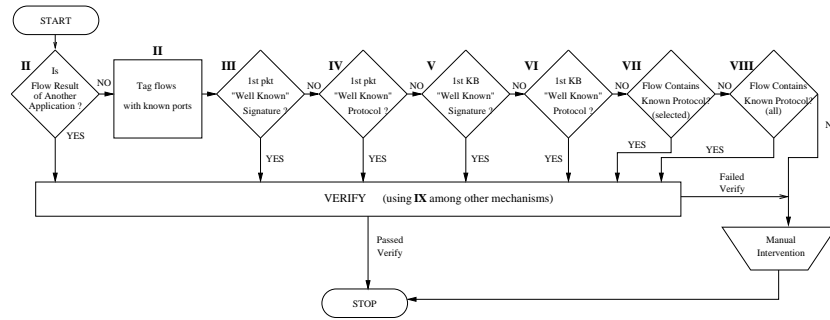 START
II
Is
Flow Result
of Another
Application ?
NO
YES
II
Tag flows
with known ports
III
1st pkt
"Well Known"
Signature ?
NO
YES
IV
1st pkt
"Well Known"
Protocol ?
NO
YES
V
1st KB
"Well Known"
Signature ?
NO
YES
VI
1st KB
"Well Known"
Protocol ?
NO
YES
VII
Flow Contains
Known Protocol?
(selected)
NO
YES
VIII
Flow Contains
Known Protocol?
(all)
YES
N
VERIFY (using IX among other mechanisms)
Failed
Verify
Passed
Verify
Manual
Intervention
STOP